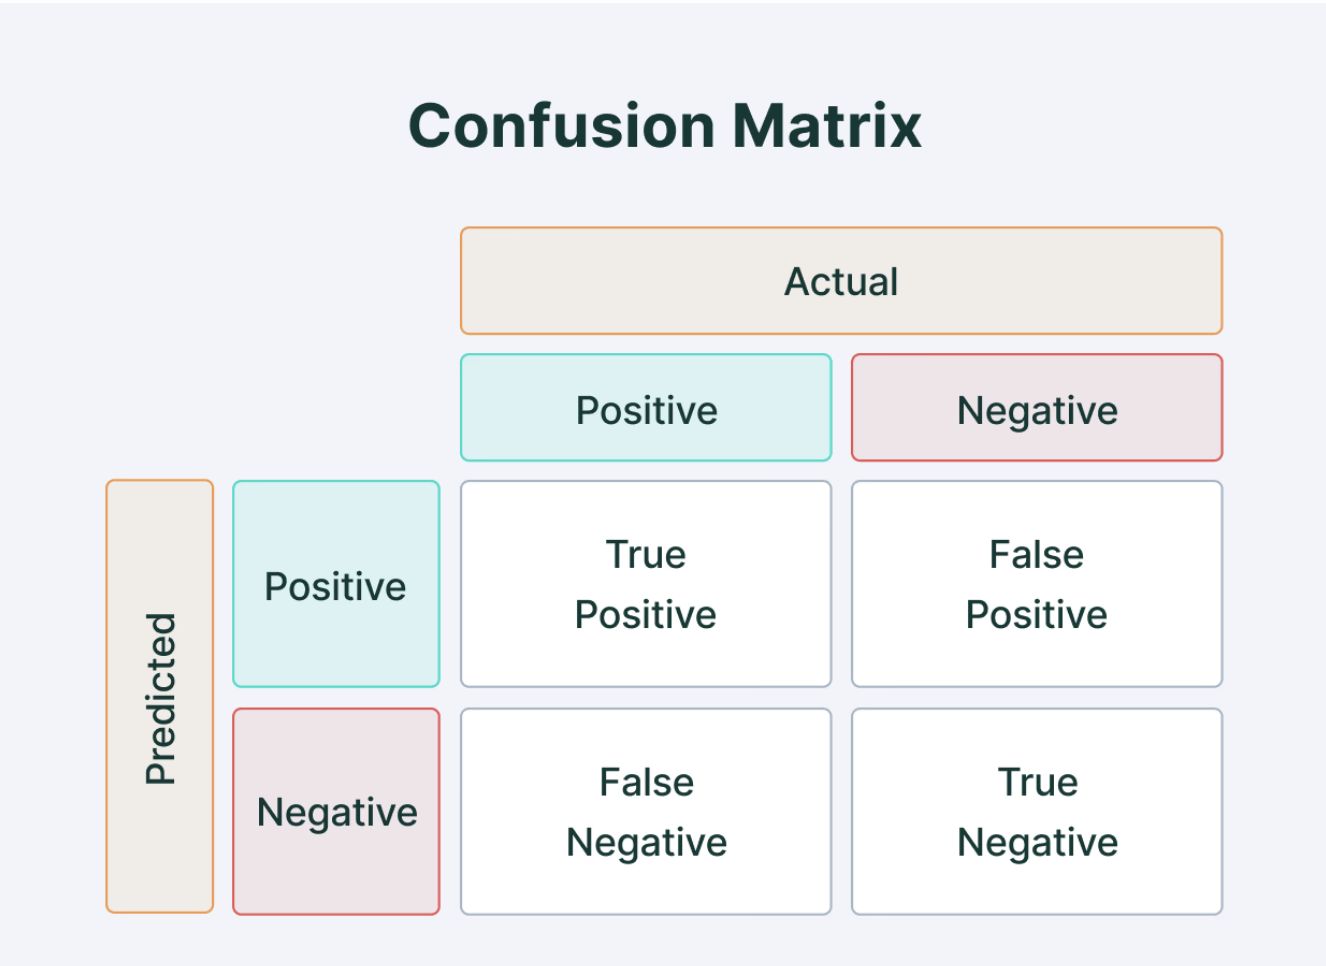 Confusion Matrix
Actual
Positive
Negative
Predicted
Positive
True
Positive
False
Positive
Negative
False
Negative
True
Negative